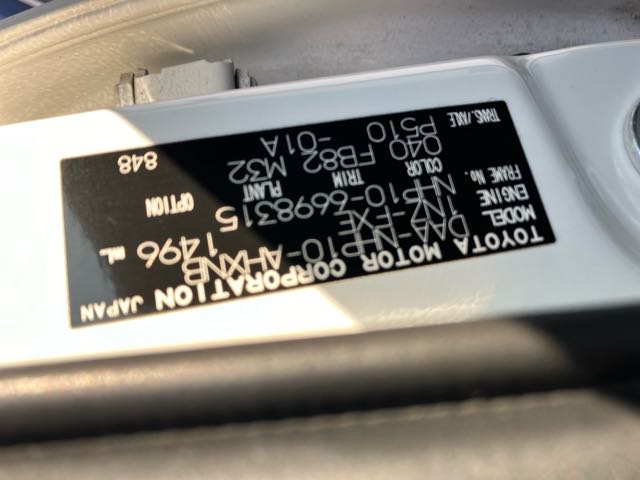 TOYOTA MOTOR CORPORATION JAPAN
MODEL DAA-NHP10-AHXNB
ENGINE 1NZ-FXE 1496 mL
FRAME No. NHP10-6698315
COLOR TRIM PLANT OPTION
040 FB82 M32 848
TRANS./AXLE P510 -01A